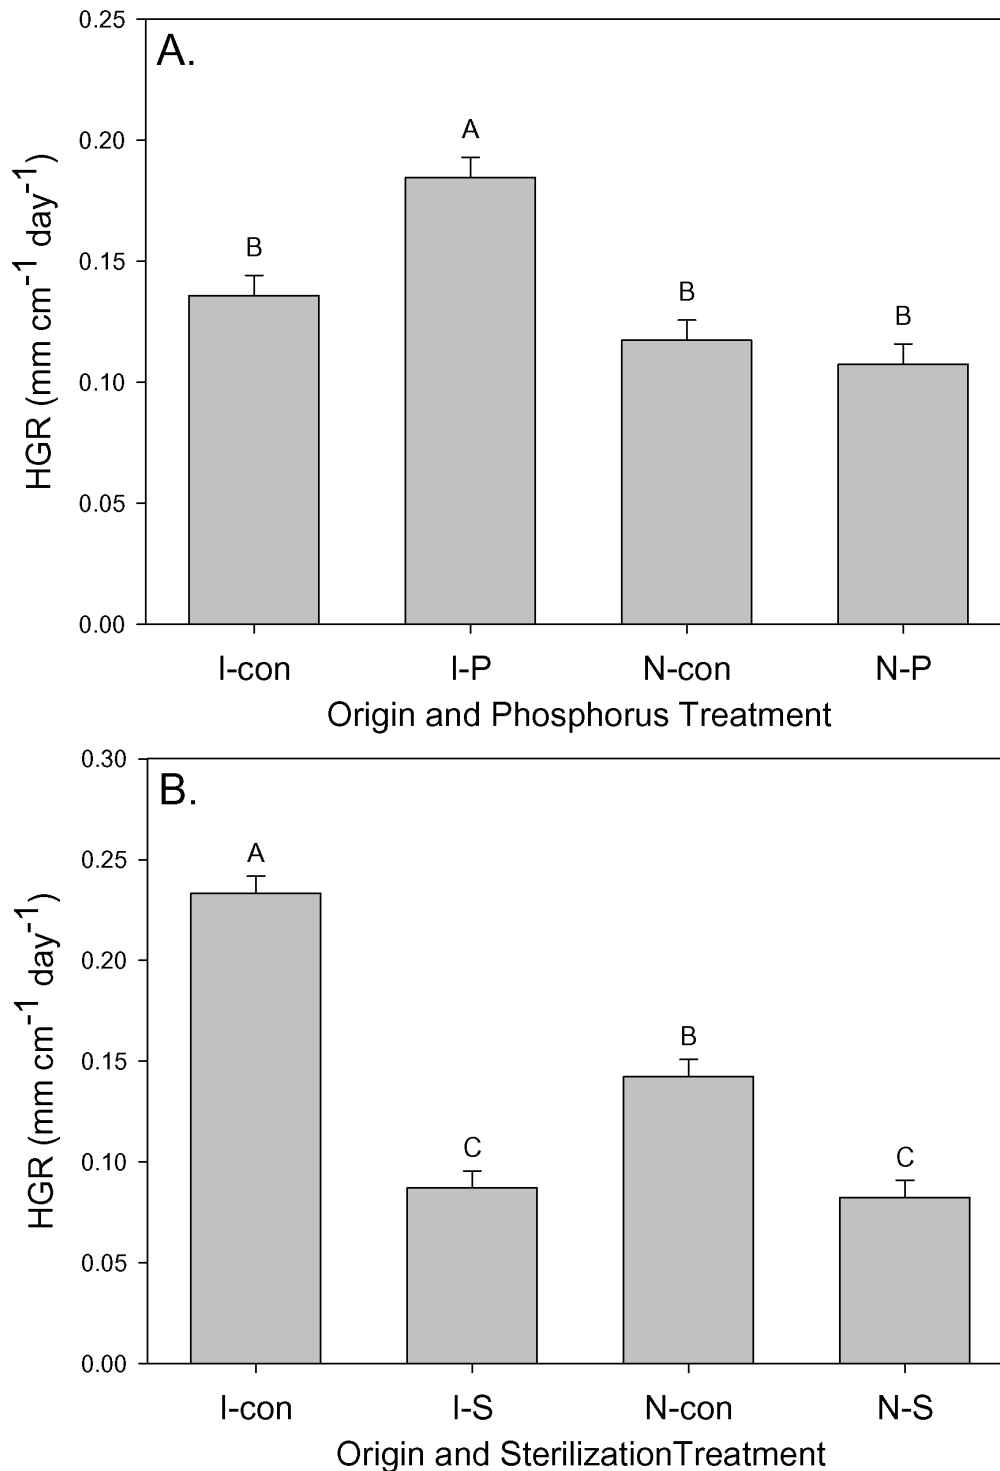 A.
0.25
0.20
0.15
0.10
0.05
0.00
HGR (mm cm-1 day-1)
B
A
B
B
I-con I-P N-con N-P
Origin and Phosphorus Treatment
B.
0.30
0.25
0.20
0.15
0.10
0.05
0.00
HGR (mm cm-1 day-1)
A
C
B
C
I-con I-S N-con N-S
Origin and SterilizationTreatment